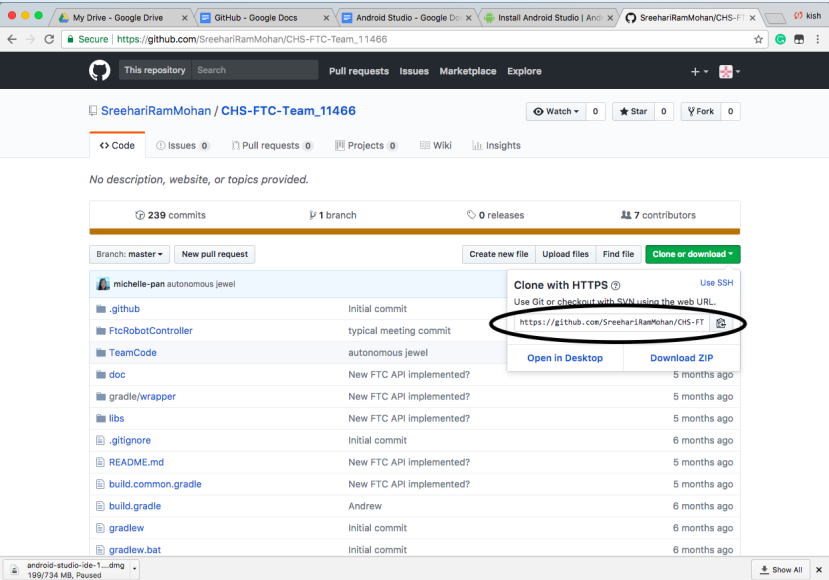 My Drive - Google Drive
GitHub - Google Docs
Android Studio - Google Do
Install Android Studio | And
SreehariRamMohan/CHS-F
kish
Secure https://github.com/SreehariRamMohan/CHS-FTC-Team_11466
This repository Search Pull requests Issues Marketplace Explore
SreehariRamMohan / CHS-FTC-Team_11466
Watch 0 Star 0 Fork 0
Code Issues 0 Pull requests 0 Projects 0 Wiki Insights
No description, website, or topics provided.
239 commits 1 branch 0 releases 7 contributors
Branch: master New pull request Create new file Upload files Find file Clone or download
michelle-pan autonomous jewel
Clone with HTTPS Use SSH
Use Git or checkout with SVN using the web URL.
https://github.com/SreehariRamMohan/CHS-FT
Open in Desktop Download ZIP
.github Initial commit
FtcRobotController typical meeting commit
TeamCode autonomous jewel
doc New FTC API implemented? 5 months ago
gradle/wrapper New FTC API implemented? 5 months ago
libs New FTC API implemented? 5 months ago
.gitignore Initial commit 6 months ago
README.md New FTC API implemented? 5 months ago
build.common.gradle New FTC API implemented? 5 months ago
build.gradle Andrew 6 months ago
gradlew Initial commit 6 months ago
gradlew.bat Initial commit 6 months ago
android-studio-ide-1....dmg
199/734 MB, Paused
Show All